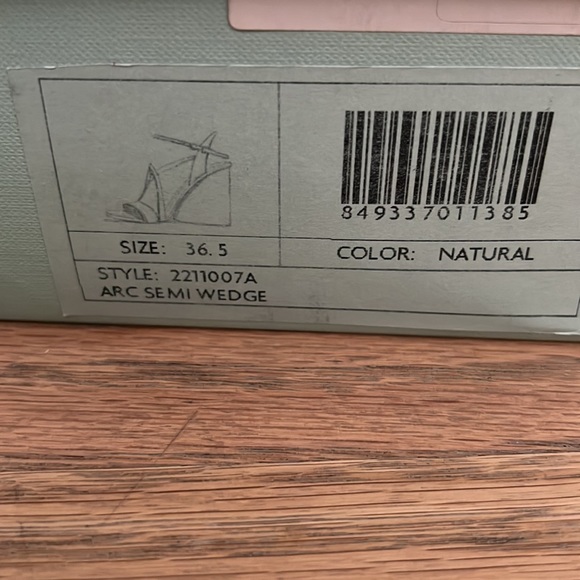 849337011385
SIZE: 36.5
COLOR: NATURAL
STYLE: 2211007A
ARC SEMI WEDGE